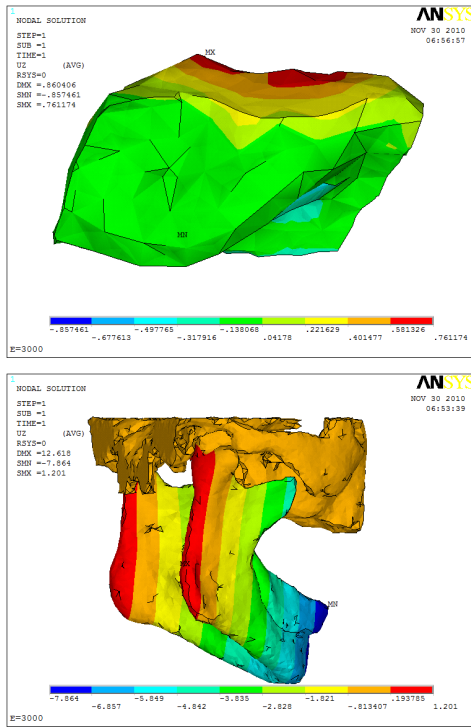 1
NODAL SOLUTION
ANSYS
NOV 30 2010
06:56:57
STEP=1
SUB =1
TIME=1
UZ (AVG)
RSYS=0
DMX =.860406
SMN =-.857461
SMX =.761174
MX
MN
-.857461 -.497765 -.138068 .221629 .581326
-.677613 -.317916 .04178 .401477 .761174
E=3000
1
NODAL SOLUTION
ANSYS
NOV 30 2010
06:53:39
STEP=1
SUB =1
TIME=1
UZ (AVG)
RSYS=0
DMX =12.618
SMN =-7.864
SMX =1.201
MX
MN
-7.864 -5.849 -3.835 -1.821 .193785
-6.857 -4.842 -2.828 -.813407 1.201
E=3000